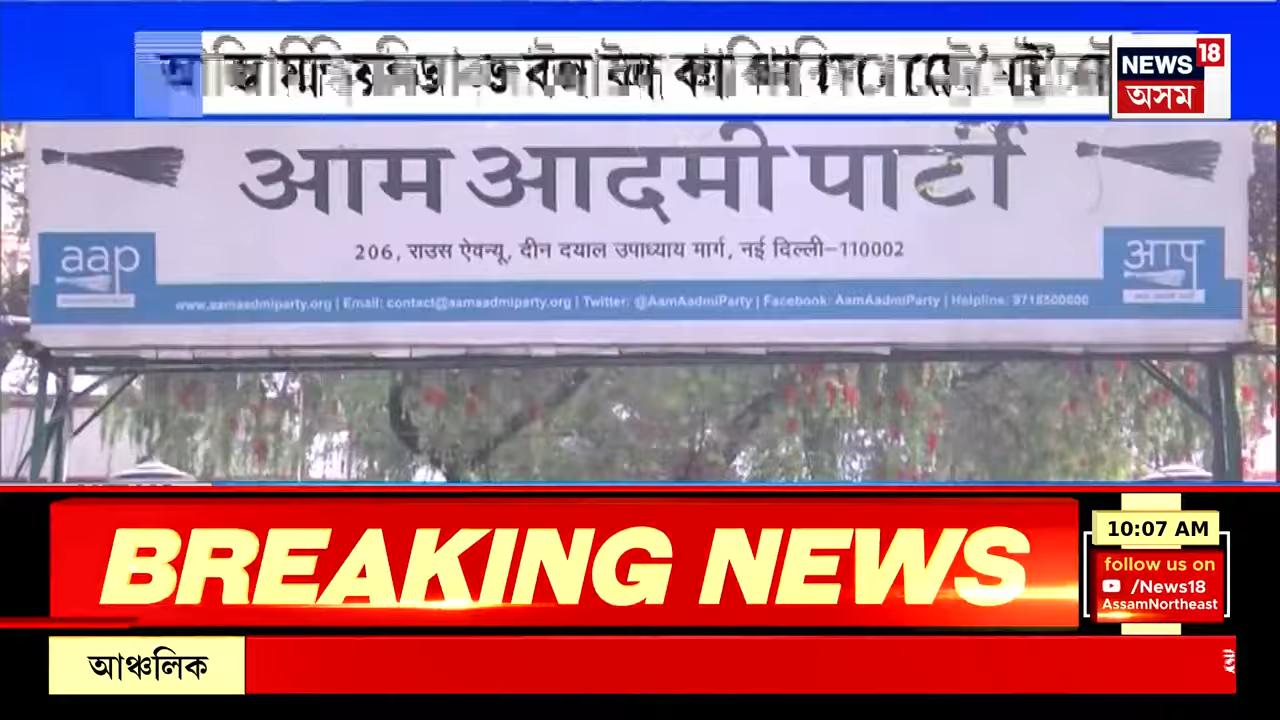 NEWS 18
অসম
आम आदमी पार्टी
206, राउस ऐवन्यू, दीन दयाल उपाध्याय मार्ग, नई दिल्ली-110002
aap
आप
www.aamaadmiparty.org | Email: contact@aamaadmiparty.org | Twitter: @AamAadmiParty | Facebook: AamAadmiParty | Helpline: 9718500606
BREAKING NEWS
10:07 AM
follow us on
/News18
AssamNortheast
আঞ্চলিক